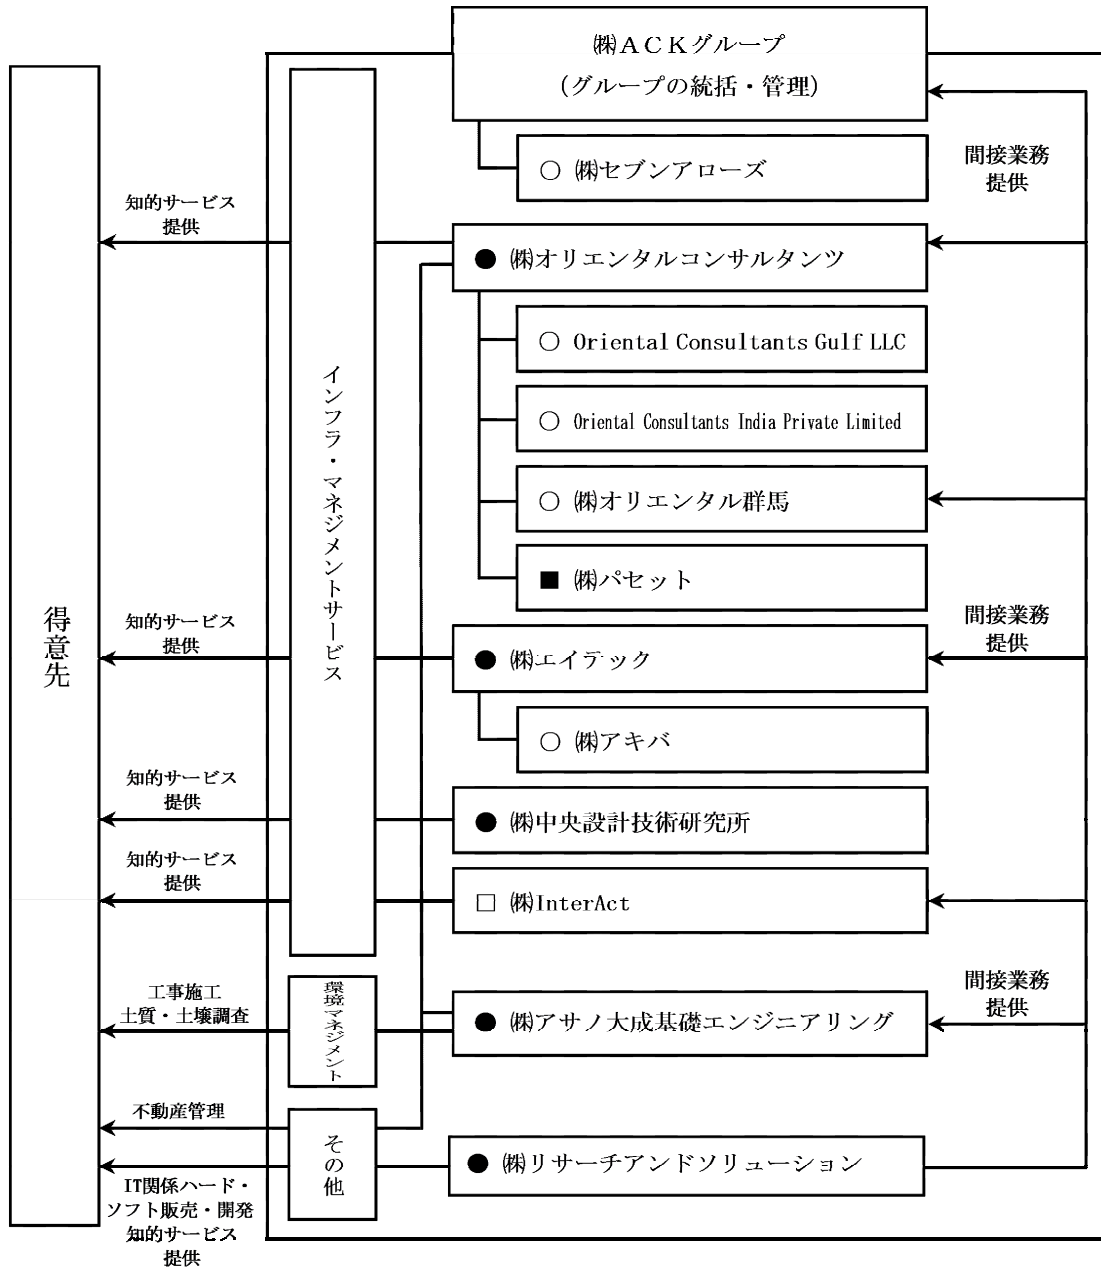 ㈱ＡＣＫグループ
(グループの統括・管理)
○ ㈱セブンアローズ
間接業務
提供
知的サービス
提供
● ㈱オリエンタルコンサルタンツ
○ Oriental Consultants Gulf LLC
○ Oriental Consultants India Private Limited
○ ㈱オリエンタル群馬
■ ㈱パセット
インフラ・マネジメントサービス
得意先
知的サービス
提供
● ㈱エイテック
間接業務
提供
○ ㈱アキバ
知的サービス
提供
● ㈱中央設計技術研究所
知的サービス
提供
□ ㈱InterAct
工事施工
土質・土壌調査
環境マネジメント
● ㈱アサノ大成基礎エンジニアリング
間接業務
提供
不動産管理
その他
● ㈱リサーチアンドソリューション
IT関係ハード・
ソフト販売・開発
知的サービス
提供